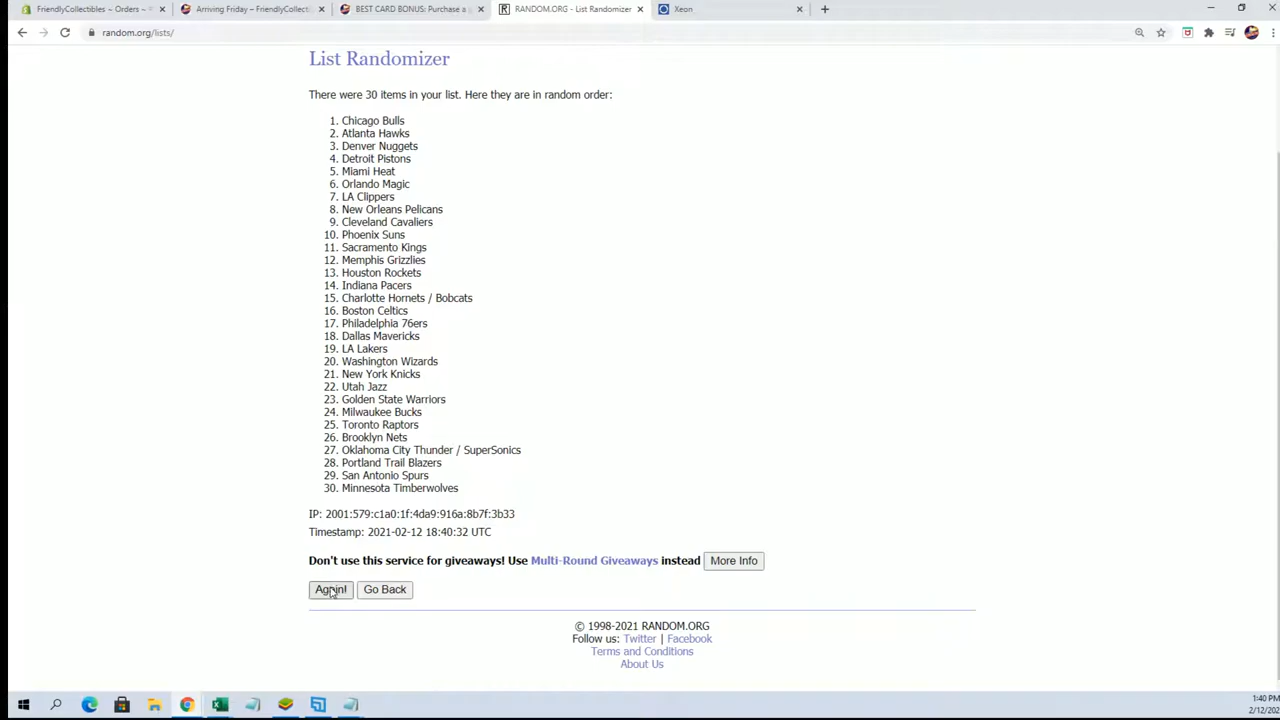 FriendlyCollectibles ~ Orders ~
Arriving Friday – FriendlyCollecti
BEST CARD BONUS: Purchase a
RANDOM.ORG - List Randomizer
Xeon
random.org/lists/
List Randomizer
There were 30 items in your list. Here they are in random order:
1. Chicago Bulls
2. Atlanta Hawks
3. Denver Nuggets
4. Detroit Pistons
5. Miami Heat
6. Orlando Magic
7. LA Clippers
8. New Orleans Pelicans
9. Cleveland Cavaliers
10. Phoenix Suns
11. Sacramento Kings
12. Memphis Grizzlies
13. Houston Rockets
14. Indiana Pacers
15. Charlotte Hornets / Bobcats
16. Boston Celtics
17. Philadelphia 76ers
18. Dallas Mavericks
19. LA Lakers
20. Washington Wizards
21. New York Knicks
22. Utah Jazz
23. Golden State Warriors
24. Milwaukee Bucks
25. Toronto Raptors
26. Brooklyn Nets
27. Oklahoma City Thunder / SuperSonics
28. Portland Trail Blazers
29. San Antonio Spurs
30. Minnesota Timberwolves
IP: 2001:579:c1a0:1f:4da9:916a:8b7f:3b33
Timestamp: 2021-02-12 18:40:32 UTC
Don't use this service for giveaways! Use Multi-Round Giveaways instead More Info
Again! Go Back
© 1998-2021 RANDOM.ORG
Follow us: Twitter | Facebook
Terms and Conditions
About Us
1:40 PM
2/12/202